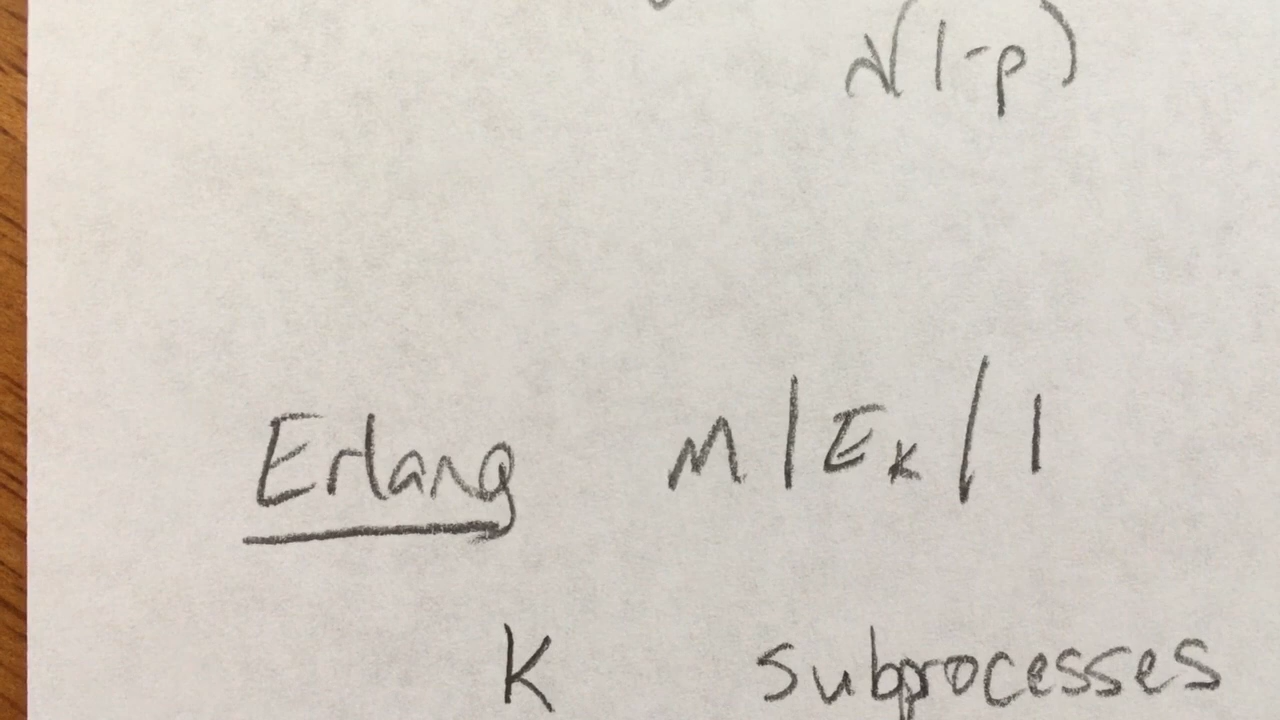 λ(1-p)
Erlang M/Eₖ/1
K subprocesses